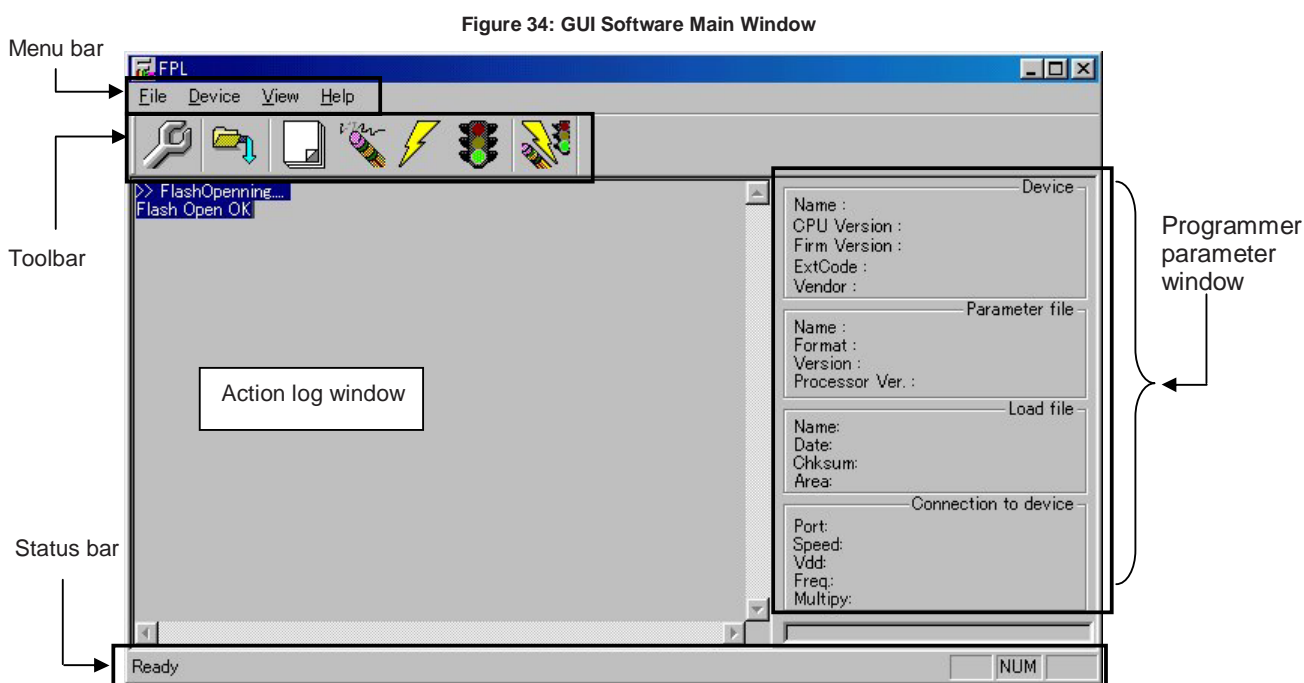 Figure 34: GUI Software Main Window
Menu bar
FPL
File Device View Help
Toolbar
>> FlashOpenning....
Flash Open OK
Action log window
Device
Name :
CPU Version :
Firm Version :
ExtCode :
Vendor :
Parameter file
Name :
Format :
Version :
Processor Ver. :
Load file
Name:
Date:
Chksum:
Area:
Connection to device
Port:
Speed:
Vdd:
Freq.:
Multipy:
Programmer
parameter
window
Status bar
Ready
NUM